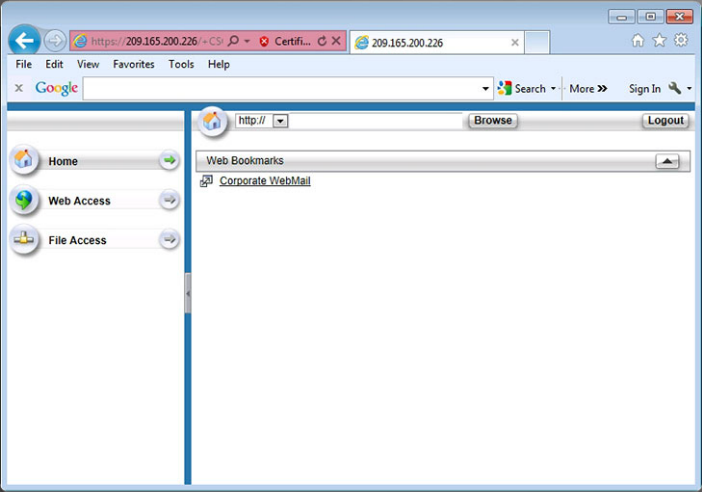 https://209.165.200.226/+CS Certifi... 209.165.200.226
File Edit View Favorites Tools Help
x Google Search More » Sign In
http:// Browse Logout
Web Bookmarks
Corporate WebMail
Home
Web Access
File Access